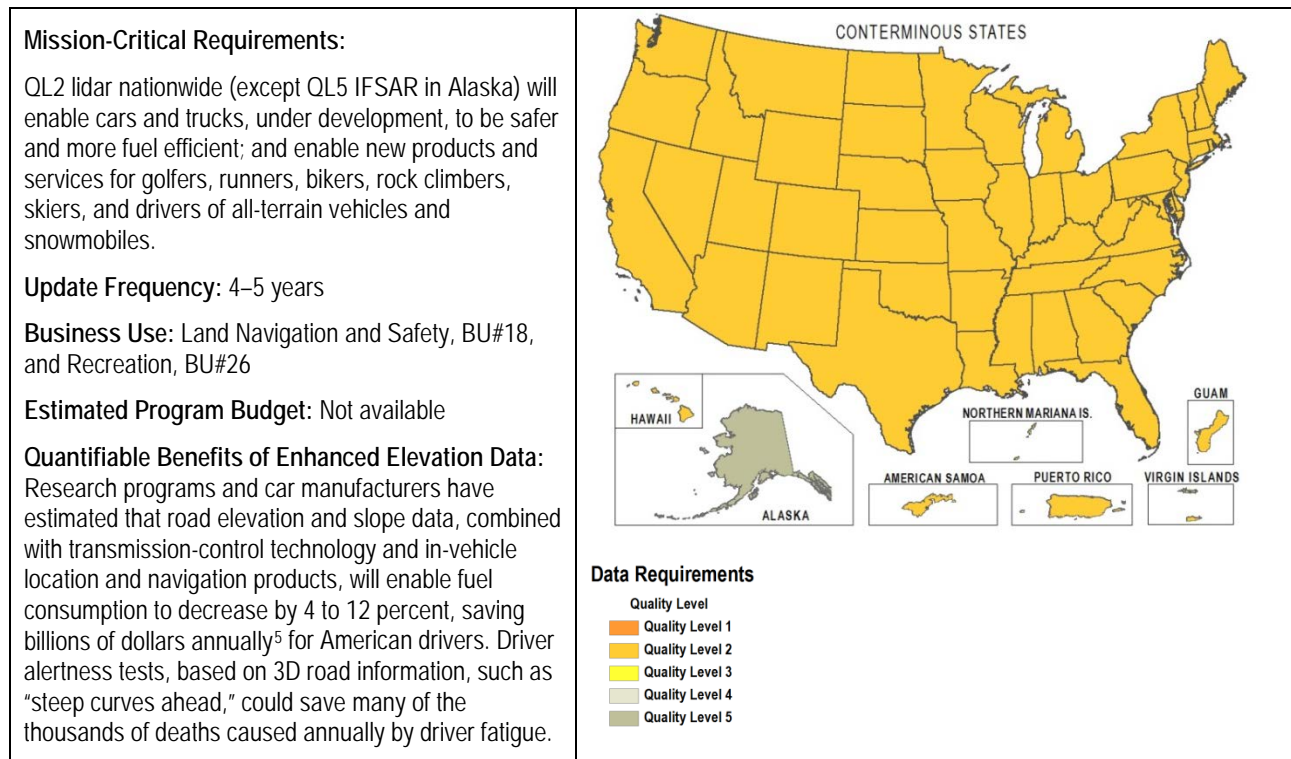 Mission-Critical Requirements:
QL2 lidar nationwide (except QL5 IFSAR in Alaska) will
enable cars and trucks, under development, to be safer
and more fuel efficient; and enable new products and
services for golfers, runners, bikers, rock climbers,
skiers, and drivers of all-terrain vehicles and
snowmobiles.
Update Frequency: 4–5 years
Business Use: Land Navigation and Safety, BU#18,
and Recreation, BU#26
Estimated Program Budget: Not available
Quantifiable Benefits of Enhanced Elevation Data:
Research programs and car manufacturers have
estimated that road elevation and slope data, combined
with transmission-control technology and in-vehicle
location and navigation products, will enable fuel
consumption to decrease by 4 to 12 percent, saving
billions of dollars annually⁵ for American drivers. Driver
alertness tests, based on 3D road information, such as
“steep curves ahead,” could save many of the
thousands of deaths caused annually by driver fatigue.
CONTERMINOUS STATES
HAWAII
ALASKA
NORTHERN MARIANA IS.
GUAM
AMERICAN SAMOA
PUERTO RICO
VIRGIN ISLANDS
Data Requirements
Quality Level
Quality Level 1
Quality Level 2
Quality Level 3
Quality Level 4
Quality Level 5